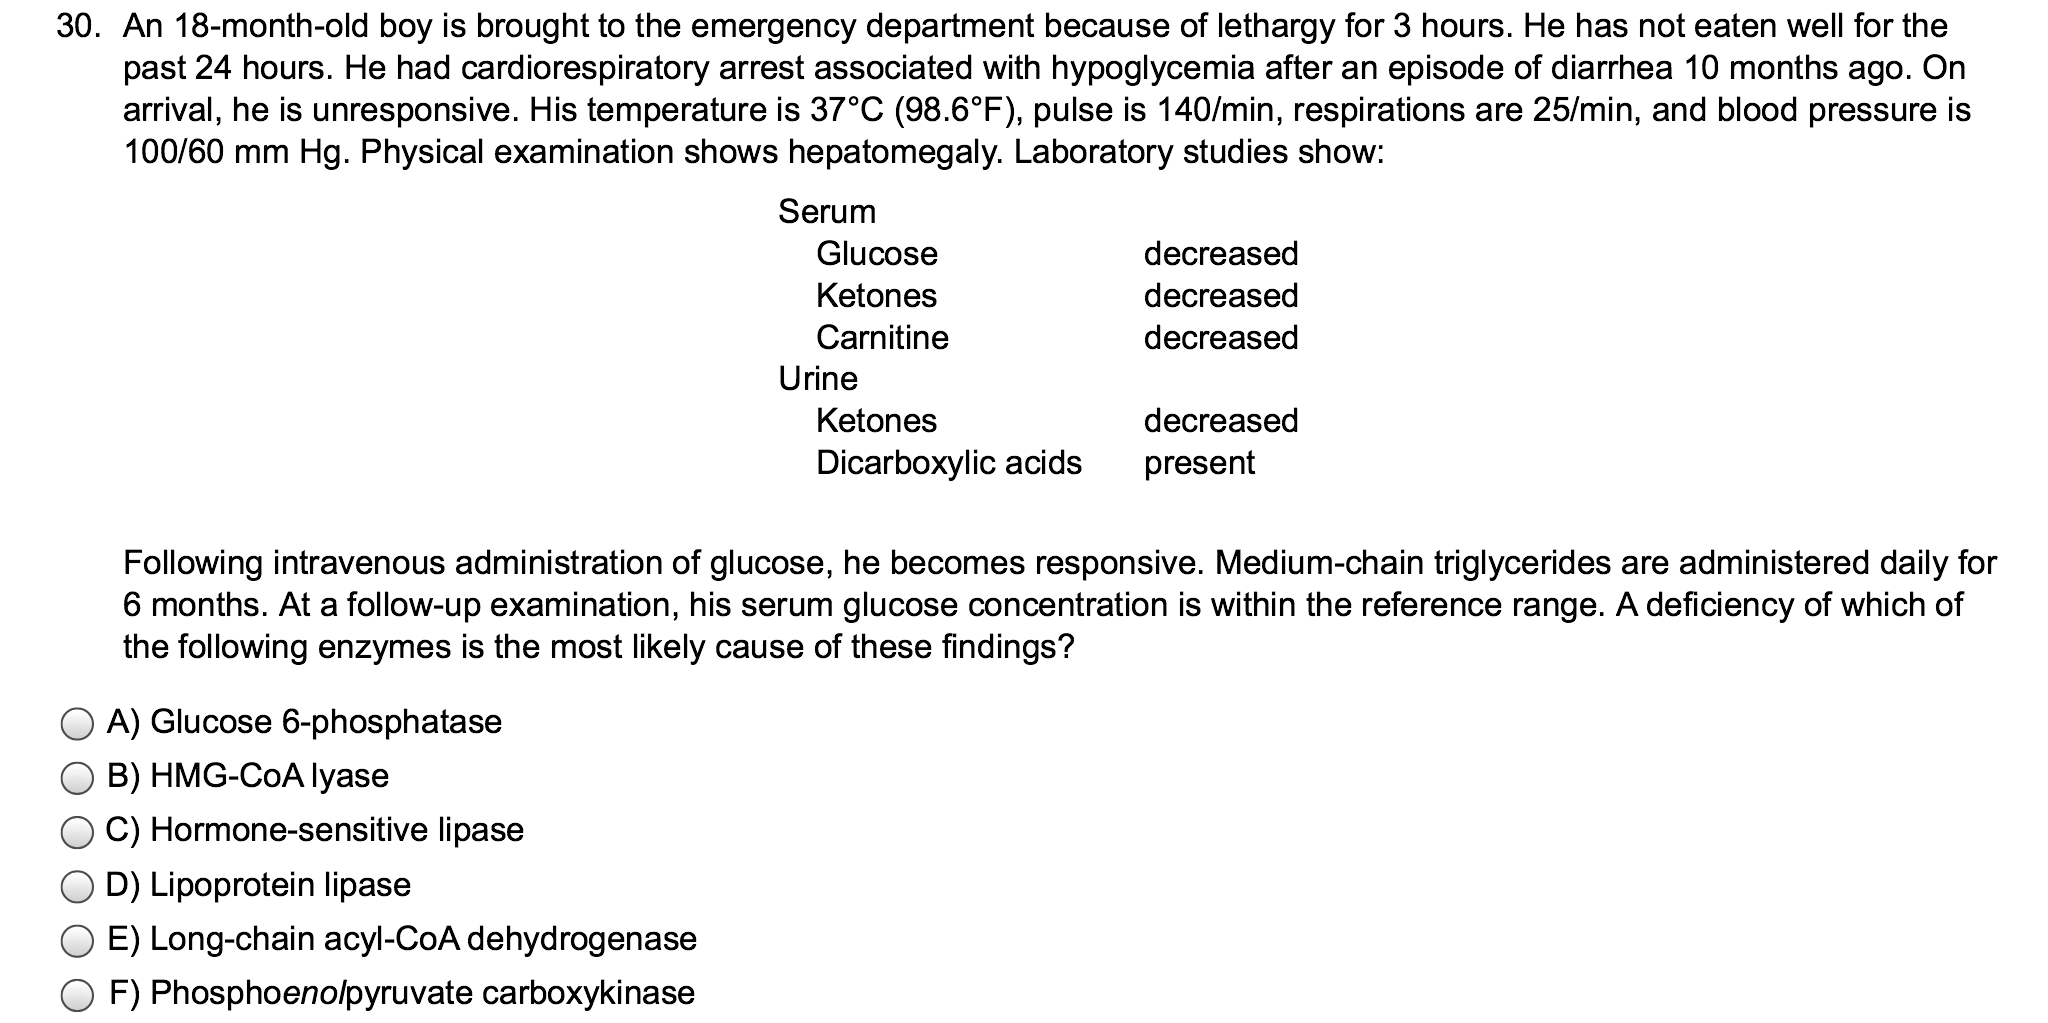 30. An 18-month-old boy is brought to the emergency department because of lethargy for 3 hours. He has not eaten well for the
past 24 hours. He had cardiorespiratory arrest associated with hypoglycemia after an episode of diarrhea 10 months ago. On
arrival, he is unresponsive. His temperature is 37°C (98.6°F), pulse is 140/min, respirations are 25/min, and blood pressure is
100/60 mm Hg. Physical examination shows hepatomegaly. Laboratory studies show:
Serum
Glucose decreased
Ketones decreased
Carnitine decreased
Urine
Ketones decreased
Dicarboxylic acids present
Following intravenous administration of glucose, he becomes responsive. Medium-chain triglycerides are administered daily for
6 months. At a follow-up examination, his serum glucose concentration is within the reference range. A deficiency of which of
the following enzymes is the most likely cause of these findings?
A) Glucose 6-phosphatase
B) HMG-CoA lyase
C) Hormone-sensitive lipase
D) Lipoprotein lipase
E) Long-chain acyl-CoA dehydrogenase
F) Phosphoenolpyruvate carboxykinase